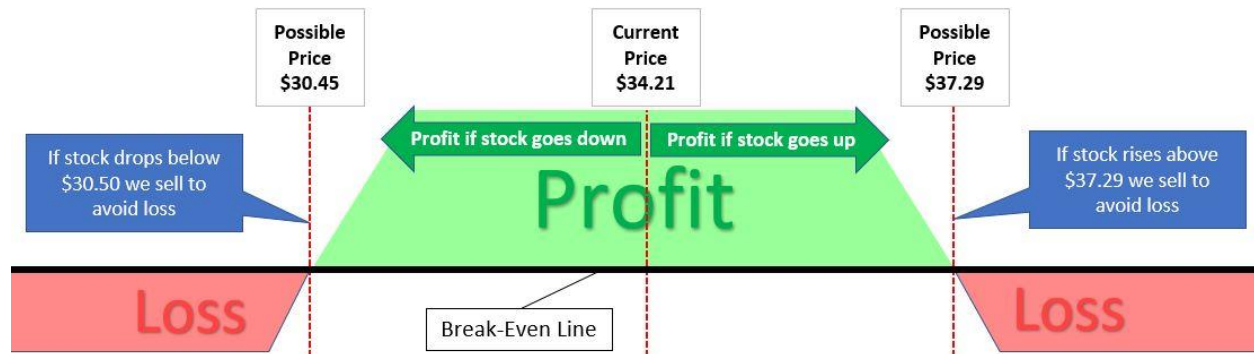 Possible
Price
$30.45
Current
Price
$34.21
Possible
Price
$37.29
Profit if stock goes down
Profit if stock goes up
If stock drops below
$30.50 we sell to
avoid loss
Profit
If stock rises above
$37.29 we sell to
avoid loss
Loss
Break-Even Line
Loss